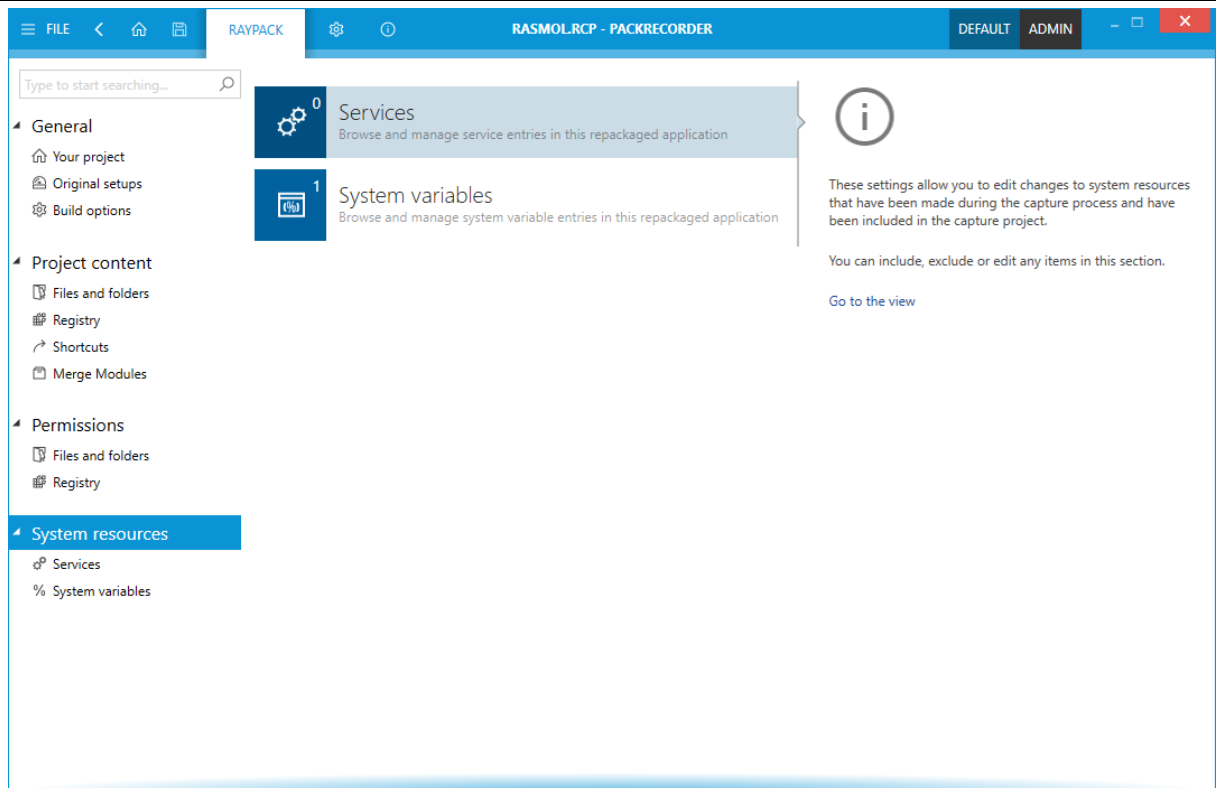 FILE
RAYPACK
RASMOL.RCP - PACKRECORDER
DEFAULT
ADMIN
Type to start searching...
General
Your project
Original setups
Build options
Project content
Files and folders
Registry
Shortcuts
Merge Modules
Permissions
Files and folders
Registry
System resources
Services
% System variables
0
Services
Browse and manage service entries in this repackaged application
(%)
1
System variables
Browse and manage system variable entries in this repackaged application
i
These settings allow you to edit changes to system resources
that have been made during the capture process and have
been included in the capture project.
You can include, exclude or edit any items in this section.
Go to the view